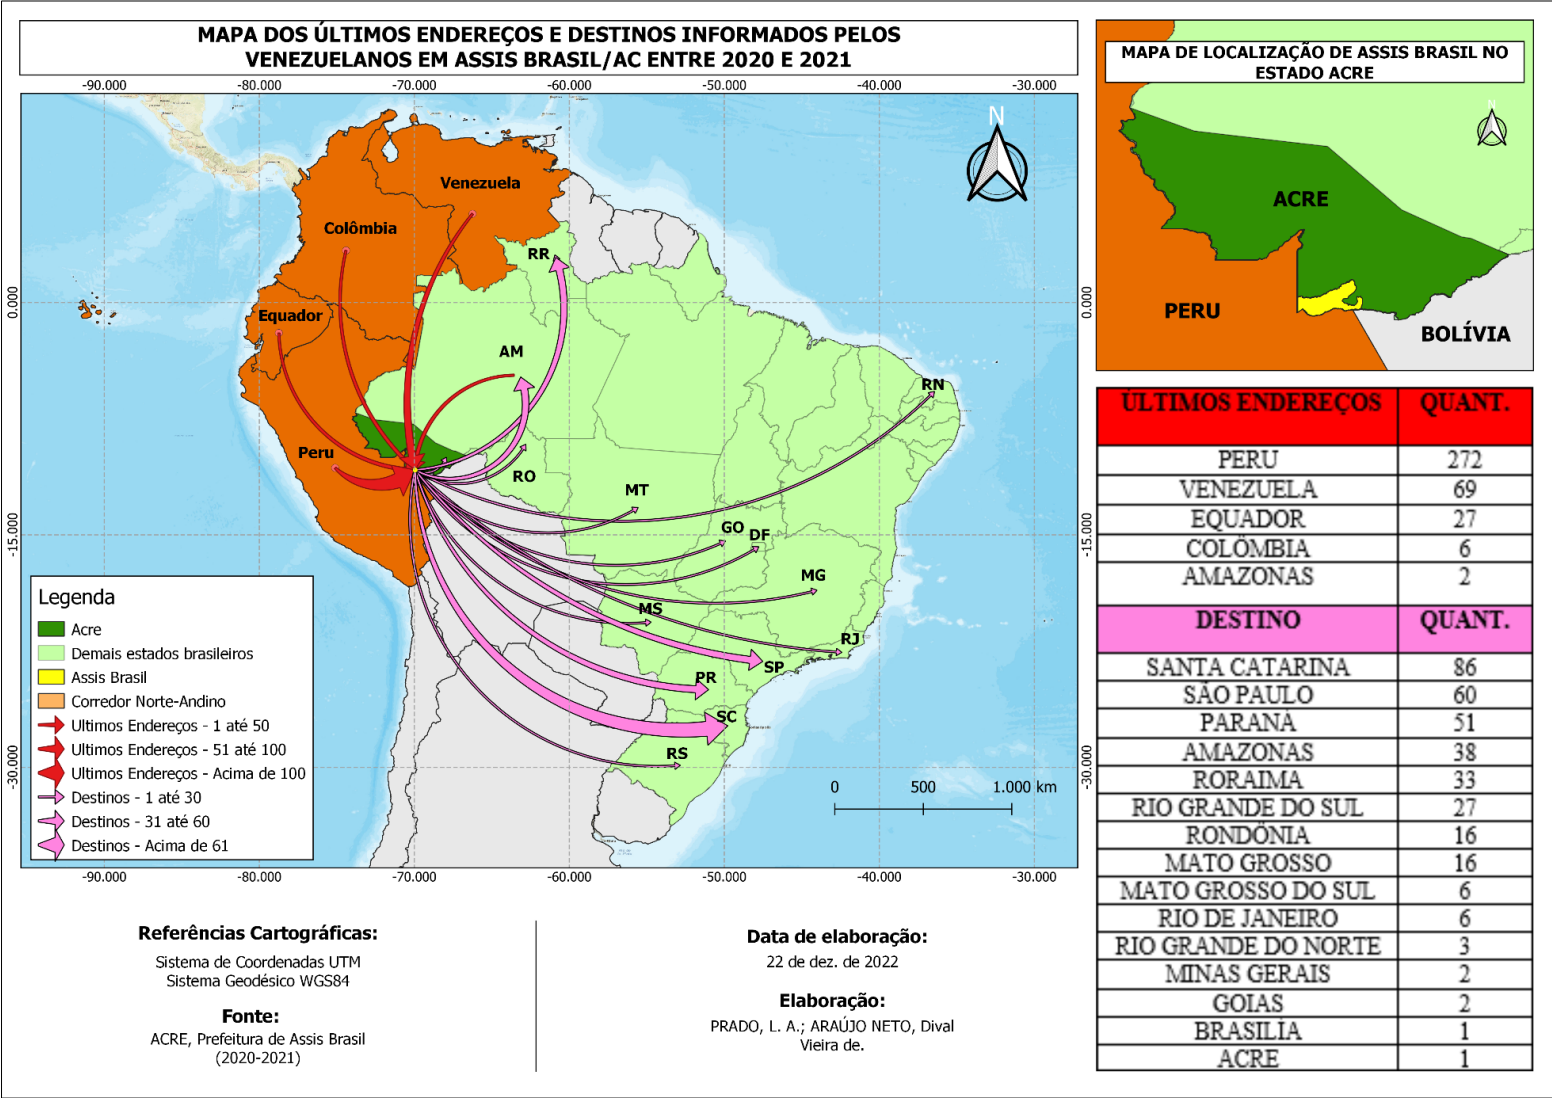 MAPA DOS ÚLTIMOS ENDEREÇOS E DESTINOS INFORMADOS PELOS
VENEZUELANOS EM ASSIS BRASIL/AC ENTRE 2020 E 2021
-90.000 -80.000 -70.000 -60.000 -50.000 -40.000 -30.000
0.000
-15.000
-30.000
N
Venezuela
Colômbia
RR
Equador
AM
RN
Peru
RO
MT
GO
DF
MG
MS
RJ
SP
PR
SC
RS
0 500 1.000 km
0.000
-15.000
-30.000
Legenda
Acre
Demais estados brasileiros
Assis Brasil
Corredor Norte-Andino
Ultimos Endereços - 1 até 50
Ultimos Endereços - 51 até 100
Ultimos Endereços - Acima de 100
Destinos - 1 até 30
Destinos - 31 até 60
Destinos - Acima de 61
-90.000 -80.000 -70.000 -60.000 -50.000 -40.000 -30.000
Referências Cartográficas:
Sistema de Coordenadas UTM
Sistema Geodésico WGS84
Fonte:
ACRE, Prefeitura de Assis Brasil
(2020-2021)
Data de elaboração:
22 de dez. de 2022
Elaboração:
PRADO, L. A.; ARAÚJO NETO, Dival
Vieira de.
MAPA DE LOCALIZAÇÃO DE ASSIS BRASIL NO
ESTADO ACRE
N
ACRE
PERU
BOLÍVIA
ÚLTIMOS ENDEREÇOS QUANT.
PERU 272
VENEZUELA 69
EQUADOR 27
COLÔMBIA 6
AMAZONAS 2
DESTINO QUANT.
SANTA CATARINA 86
SÃO PAULO 60
PARANÁ 51
AMAZONAS 38
RORAIMA 33
RIO GRANDE DO SUL 27
RONDÔNIA 16
MATO GROSSO 16
MATO GROSSO DO SUL 6
RIO DE JANEIRO 6
RIO GRANDE DO NORTE 3
MINAS GERAIS 2
GOIAS 2
BRASILÍA 1
ACRE 1